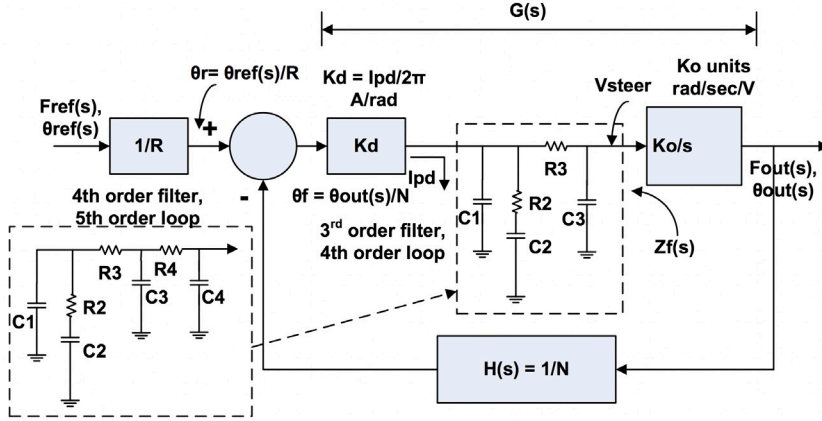 G(s)
θr= θref(s)/R
Kd = Ipd/2π
A/rad
Ko units
rad/sec/V
Vsteer
Fref(s),
θref(s)
1/R
+
-
Kd
Ipd
R3
Ko/s
Fout(s),
θout(s)
θf = θout(s)/N
C1
R2
C2
C3
Zf(s)
3rd order filter,
4th order loop
4th order filter,
5th order loop
R3
R4
C1
R2
C2
C3
C4
H(s) = 1/N